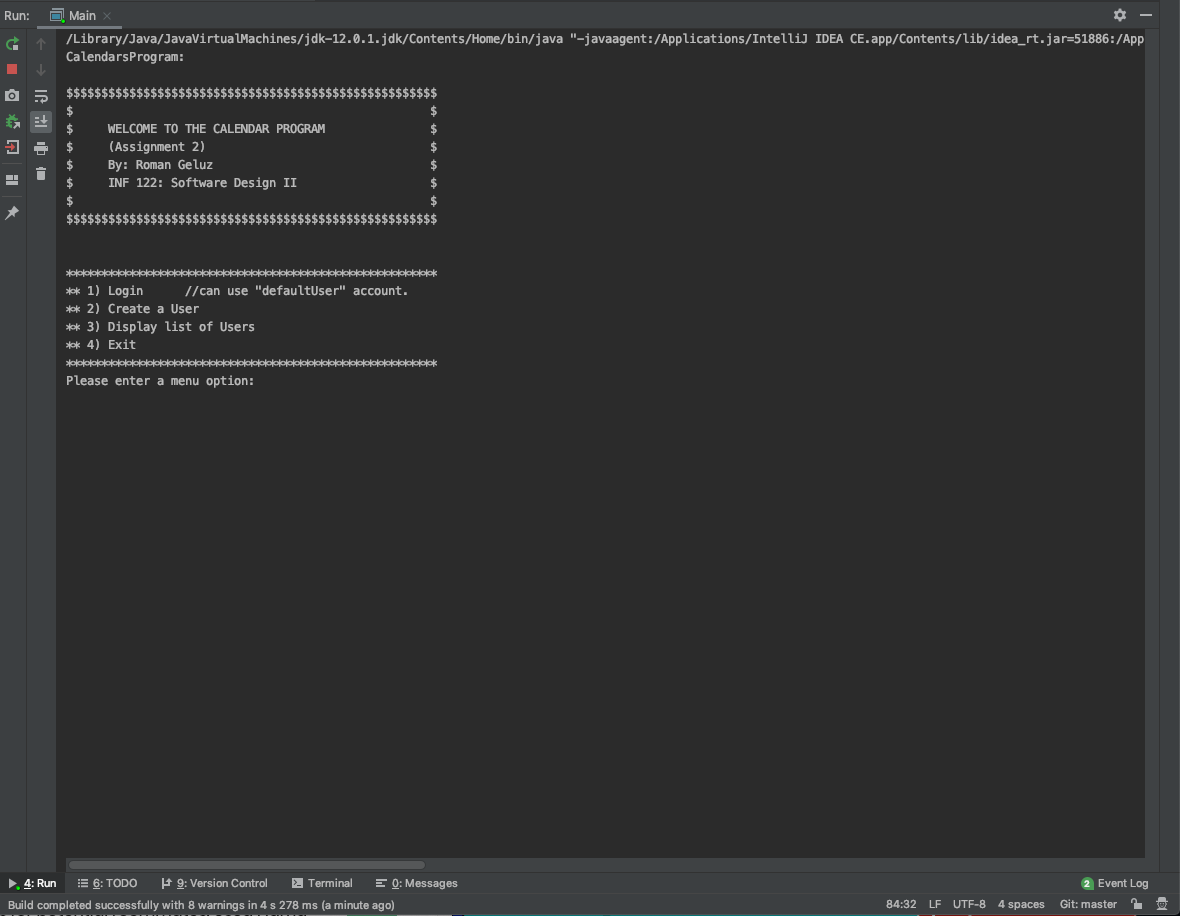 Run: Main
/Library/Java/JavaVirtualMachines/jdk-12.0.1.jdk/Contents/Home/bin/java "-javaagent:/Applications/IntelliJ IDEA CE.app/Contents/lib/idea_rt.jar=51886:/App
CalendarsProgram:
$$$$$$$$$$$$$$$$$$$$$$$$$$$$$$$$$$$$$$$$$$$$$$$$$$$$$
$                                                   $
$     WELCOME TO THE CALENDAR PROGRAM               $
$     (Assignment 2)                                $
$     By: Roman Geluz                               $
$     INF 122: Software Design II                   $
$                                                   $
$$$$$$$$$$$$$$$$$$$$$$$$$$$$$$$$$$$$$$$$$$$$$$$$$$$$$
*****************************************************
** 1) Login      //can use "defaultUser" account.
** 2) Create a User
** 3) Display list of Users
** 4) Exit
*****************************************************
Please enter a menu option:
4: Run 6: TODO 9: Version Control Terminal 0: Messages 2 Event Log
Build completed successfully with 8 warnings in 4 s 278 ms (a minute ago) 84:32 LF UTF-8 4 spaces Git: master